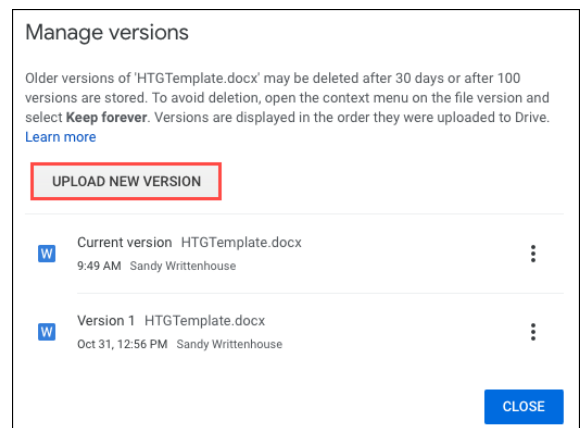 Manage versions
Older versions of 'HTGTemplate.docx' may be deleted after 30 days or after 100
versions are stored. To avoid deletion, open the context menu on the file version and
select Keep forever. Versions are displayed in the order they were uploaded to Drive.
Learn more
UPLOAD NEW VERSION
W
Current version HTGTemplate.docx
9:49 AM Sandy Writtenhouse
W
Version 1 HTGTemplate.docx
Oct 31, 12:56 PM Sandy Writtenhouse
CLOSE